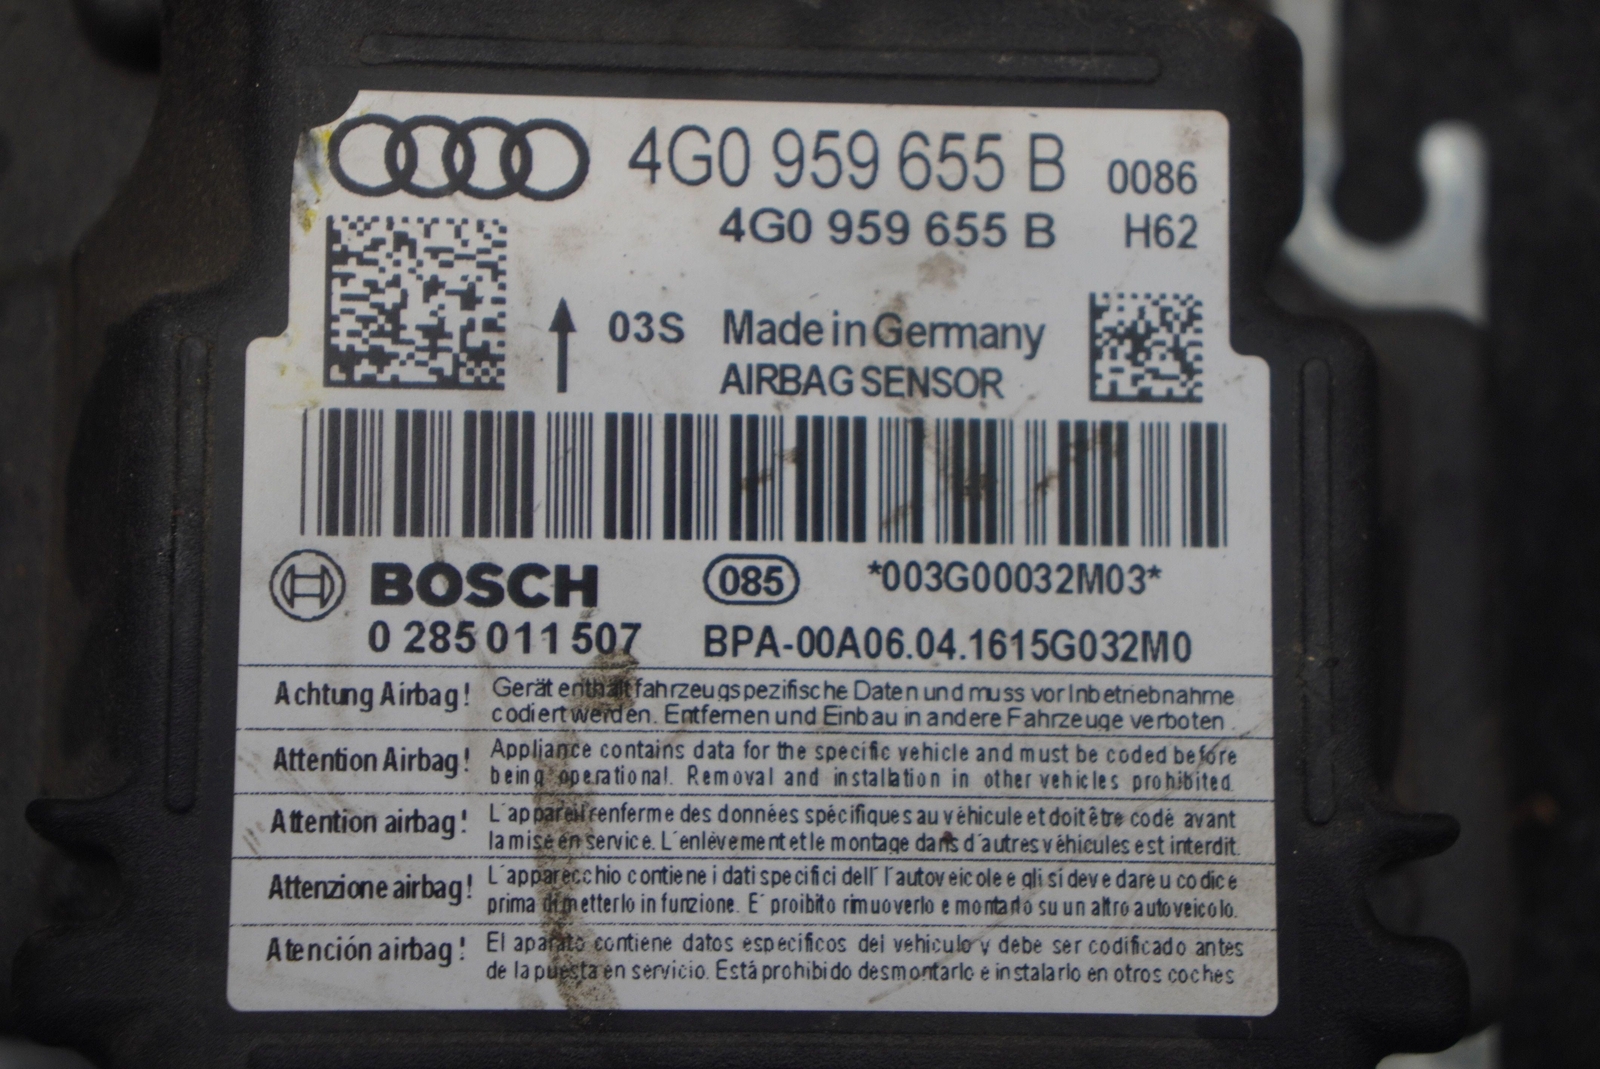 4G0 959 655 B 0086
4G0 959 655 B H62
03S Made in Germany
AIRBAG SENSOR
BOSCH 085 *003G00032M03*
0 285 011 507 BPA-00A06.04.1615G032M0
Achtung Airbag! Gerät enthält fahrzeugspezifische Daten und muss vor Inbetriebnahme
codiert werden. Entfernen und Einbau in andere Fahrzeuge verboten.
Attention Airbag! Appliance contains data for the specific vehicle and must be coded before
being operational. Removal and installation in other vehicles prohibited.
Attention airbag! L'appareil renferme des données spécifiques au véhicule et doit être codé avant
la mise en service. L'enlèvement et le montage dans d'autres véhicules est interdit.
Attenzione airbag! L'apparecchio contiene i dati specifici dell' l'autoveicole e gli si deve dare u codice
prima di metterlo in funzione. E' proibito rimuoverlo e montarlo su un altro autoveicolo.
Atención airbag! El aparato contiene datos especificos del vehiculo y debe ser codificado antes
de la puesta en servicio. Está prohibido desmontarlo e instalarlo en otros coches